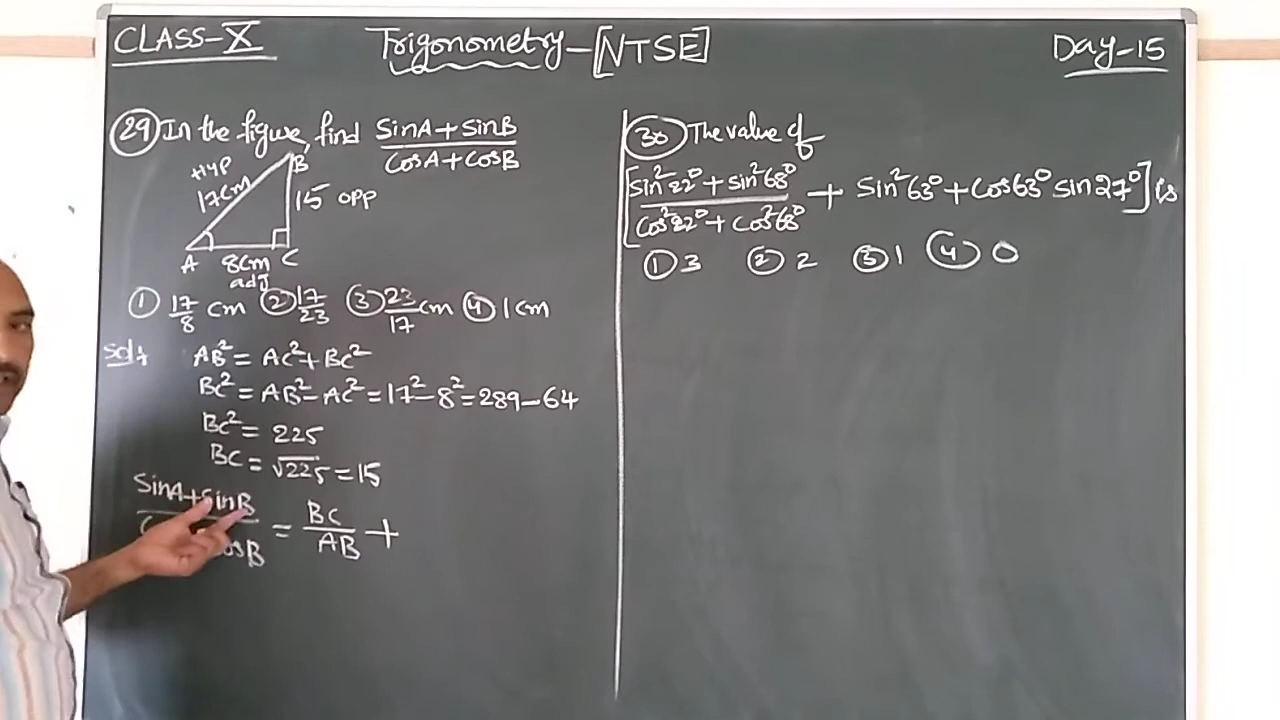 CLASS-X
Trigonometry-[NTSE]
Day-15
29 In the figure, find (SinA+SinB)/(CosA+CosB)
B
Hyp
17cm
15 opp
A 8cm C
adj
① 17/8 cm ② 17/23 ③ 23/17 cm ④ 1cm
AB² = AC²+BC²
BC² = AB²-AC² = 17²-8² = 289-64
BC² = 225
BC = √225 = 15
SinA+SinB
CosB = BC/AB +
30 The value of
[(Sin²22°+Sin²68°)/(Cos²22°+Cos²68°) + Sin²63°+Cos63° Sin27°] is
① 3 ② 2 ③ 1 ④ 0